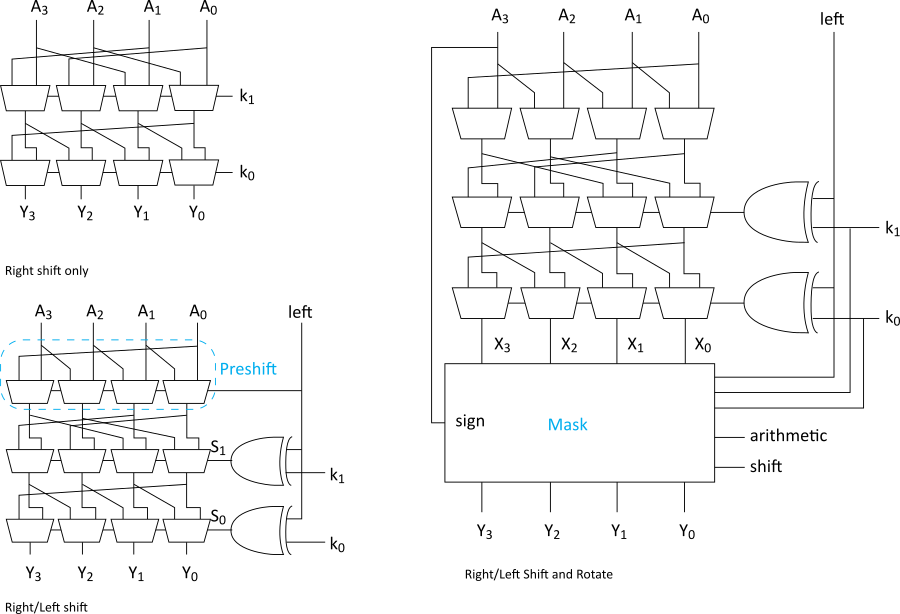 A3 A2 A1 A0
k1
k0
Y3 Y2 Y1 Y0
Right shift only
A3 A2 A1 A0 left
Preshift
S1
k1
S0
k0
Y3 Y2 Y1 Y0
Right/Left shift
A3 A2 A1 A0 left
k1
k0
X3 X2 X1 X0
sign Mask
arithmetic
shift
Y3 Y2 Y1 Y0
Right/Left Shift and Rotate